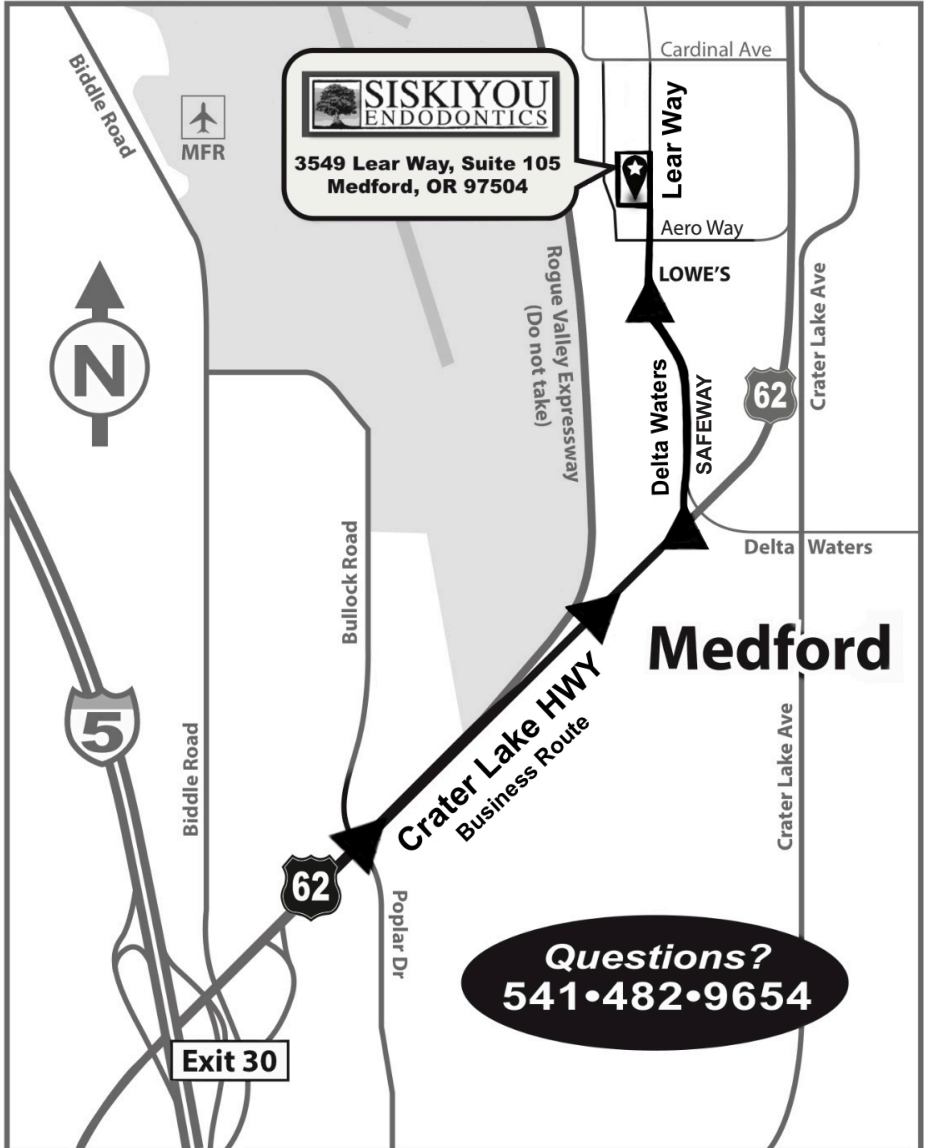 Cardinal Ave
Biddle Road
SISKIYOU
ENDODONTICS
MFR
3549 Lear Way, Suite 105
Medford, OR 97504
Lear Way
Aero Way
LOWE'S
Rogue Valley Expressway
(Do not take)
N
Crater Lake Ave
62
Delta Waters
SAFEWAY
Bullock Road
Delta Waters
Medford
5
Biddle Road
Crater Lake HWY
Business Route
Crater Lake Ave
62
Poplar Dr
Questions?
541•482•9654
Exit 30